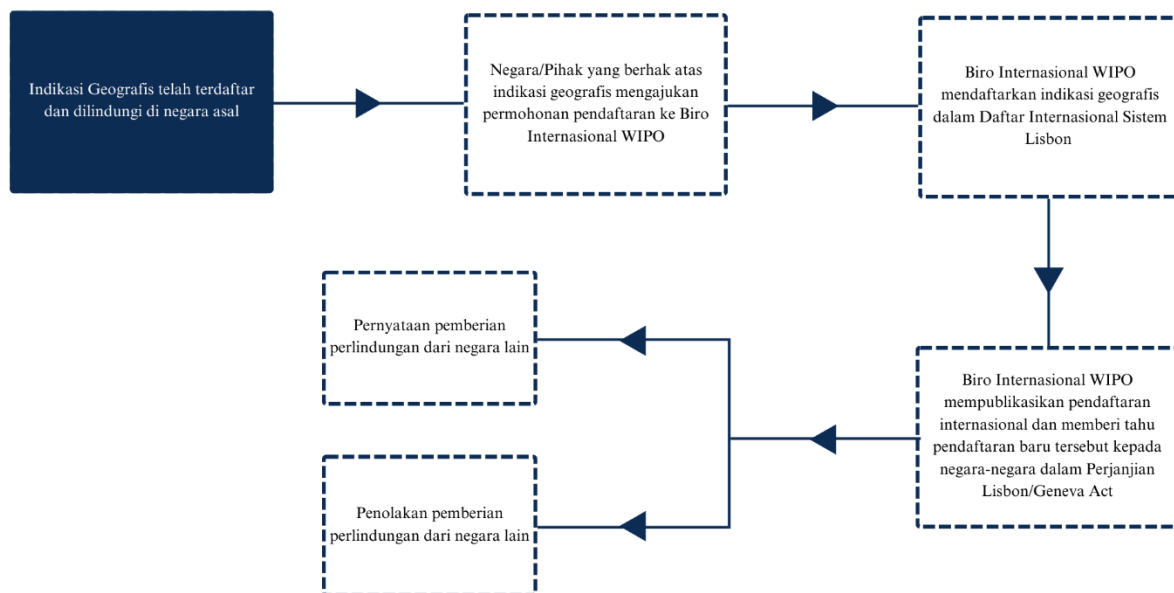 Indikasi Geografis telah terdaftar
dan dilindungi di negara asal
Negara/Pihak yang berhak atas
indikasi geografis mengajukan
permohonan pendaftaran ke Biro
Internasional WIPO
Biro Internasional WIPO
mendaftarkan indikasi geografis
dalam Daftar Internasional Sistem
Lisbon
Biro Internasional WIPO
mempublikasikan pendaftaran
internasional dan memberi tahu
pendaftaran baru tersebut kepada
negara-negara dalam Perjanjian
Lisbon/Geneva Act
Pernyataan pemberian
perlindungan dari negara lain
Penolakan pemberian
perlindungan dari negara lain